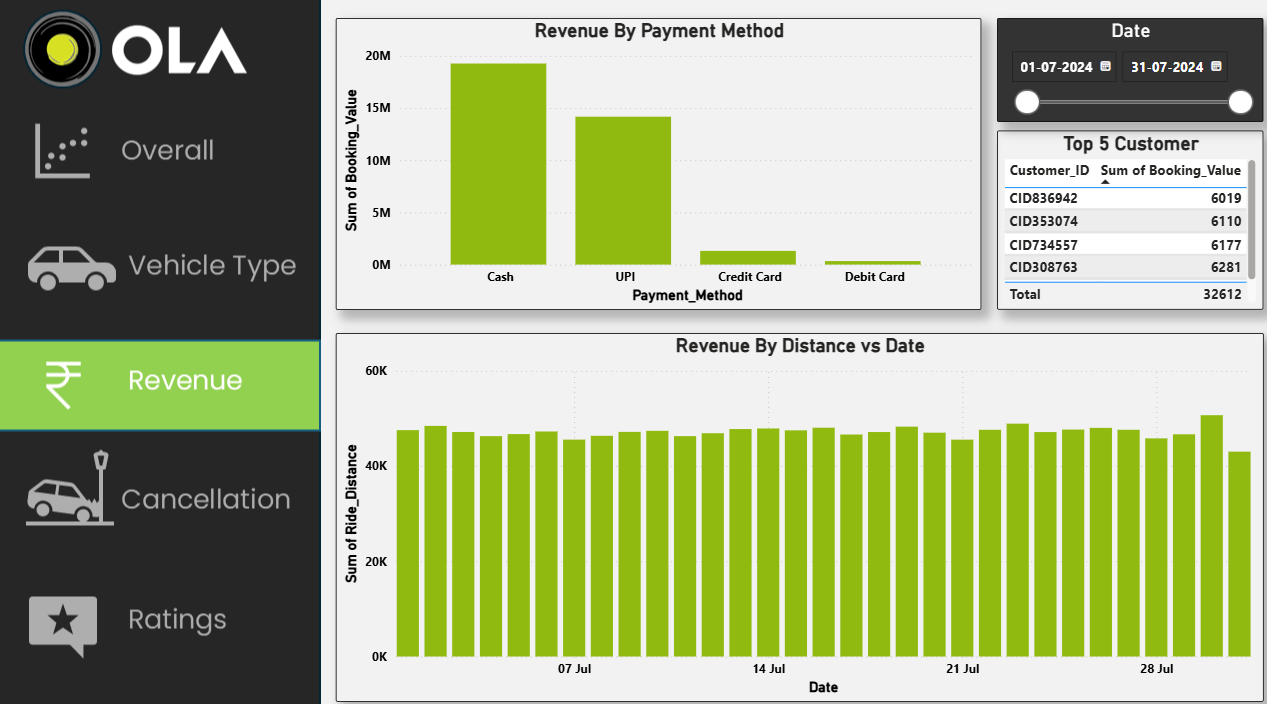 OLA
Overall
Vehicle Type
Revenue
Cancellation
Ratings
Revenue By Payment Method
Sum of Booking_Value
20M
15M
10M
5M
0M
Cash UPI Credit Card Debit Card
Payment_Method
Date
01-07-2024 31-07-2024
Top 5 Customer
Customer_ID Sum of Booking_Value
CID836942 6019
CID353074 6110
CID734557 6177
CID308763 6281
Total 32612
Revenue By Distance vs Date
Sum of Ride_Distance
60K
40K
20K
0K
07 Jul 14 Jul 21 Jul 28 Jul
Date